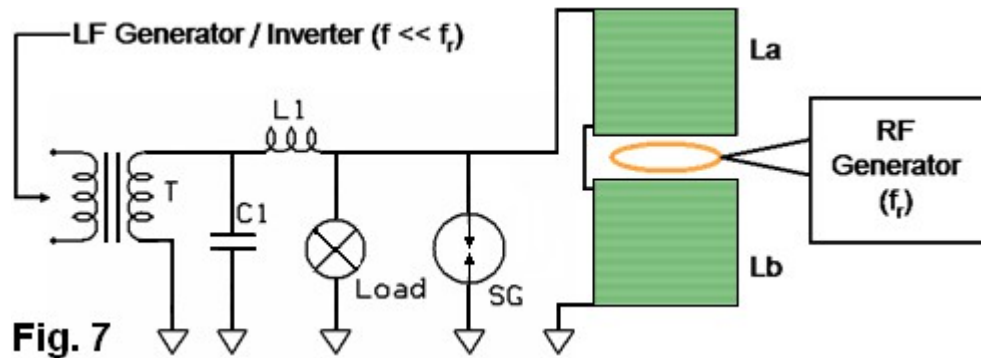 LF Generator / Inverter (f << fr)
La
L1
RF
Generator
(fr)
T
C1
Load
SG
Lb
Fig. 7